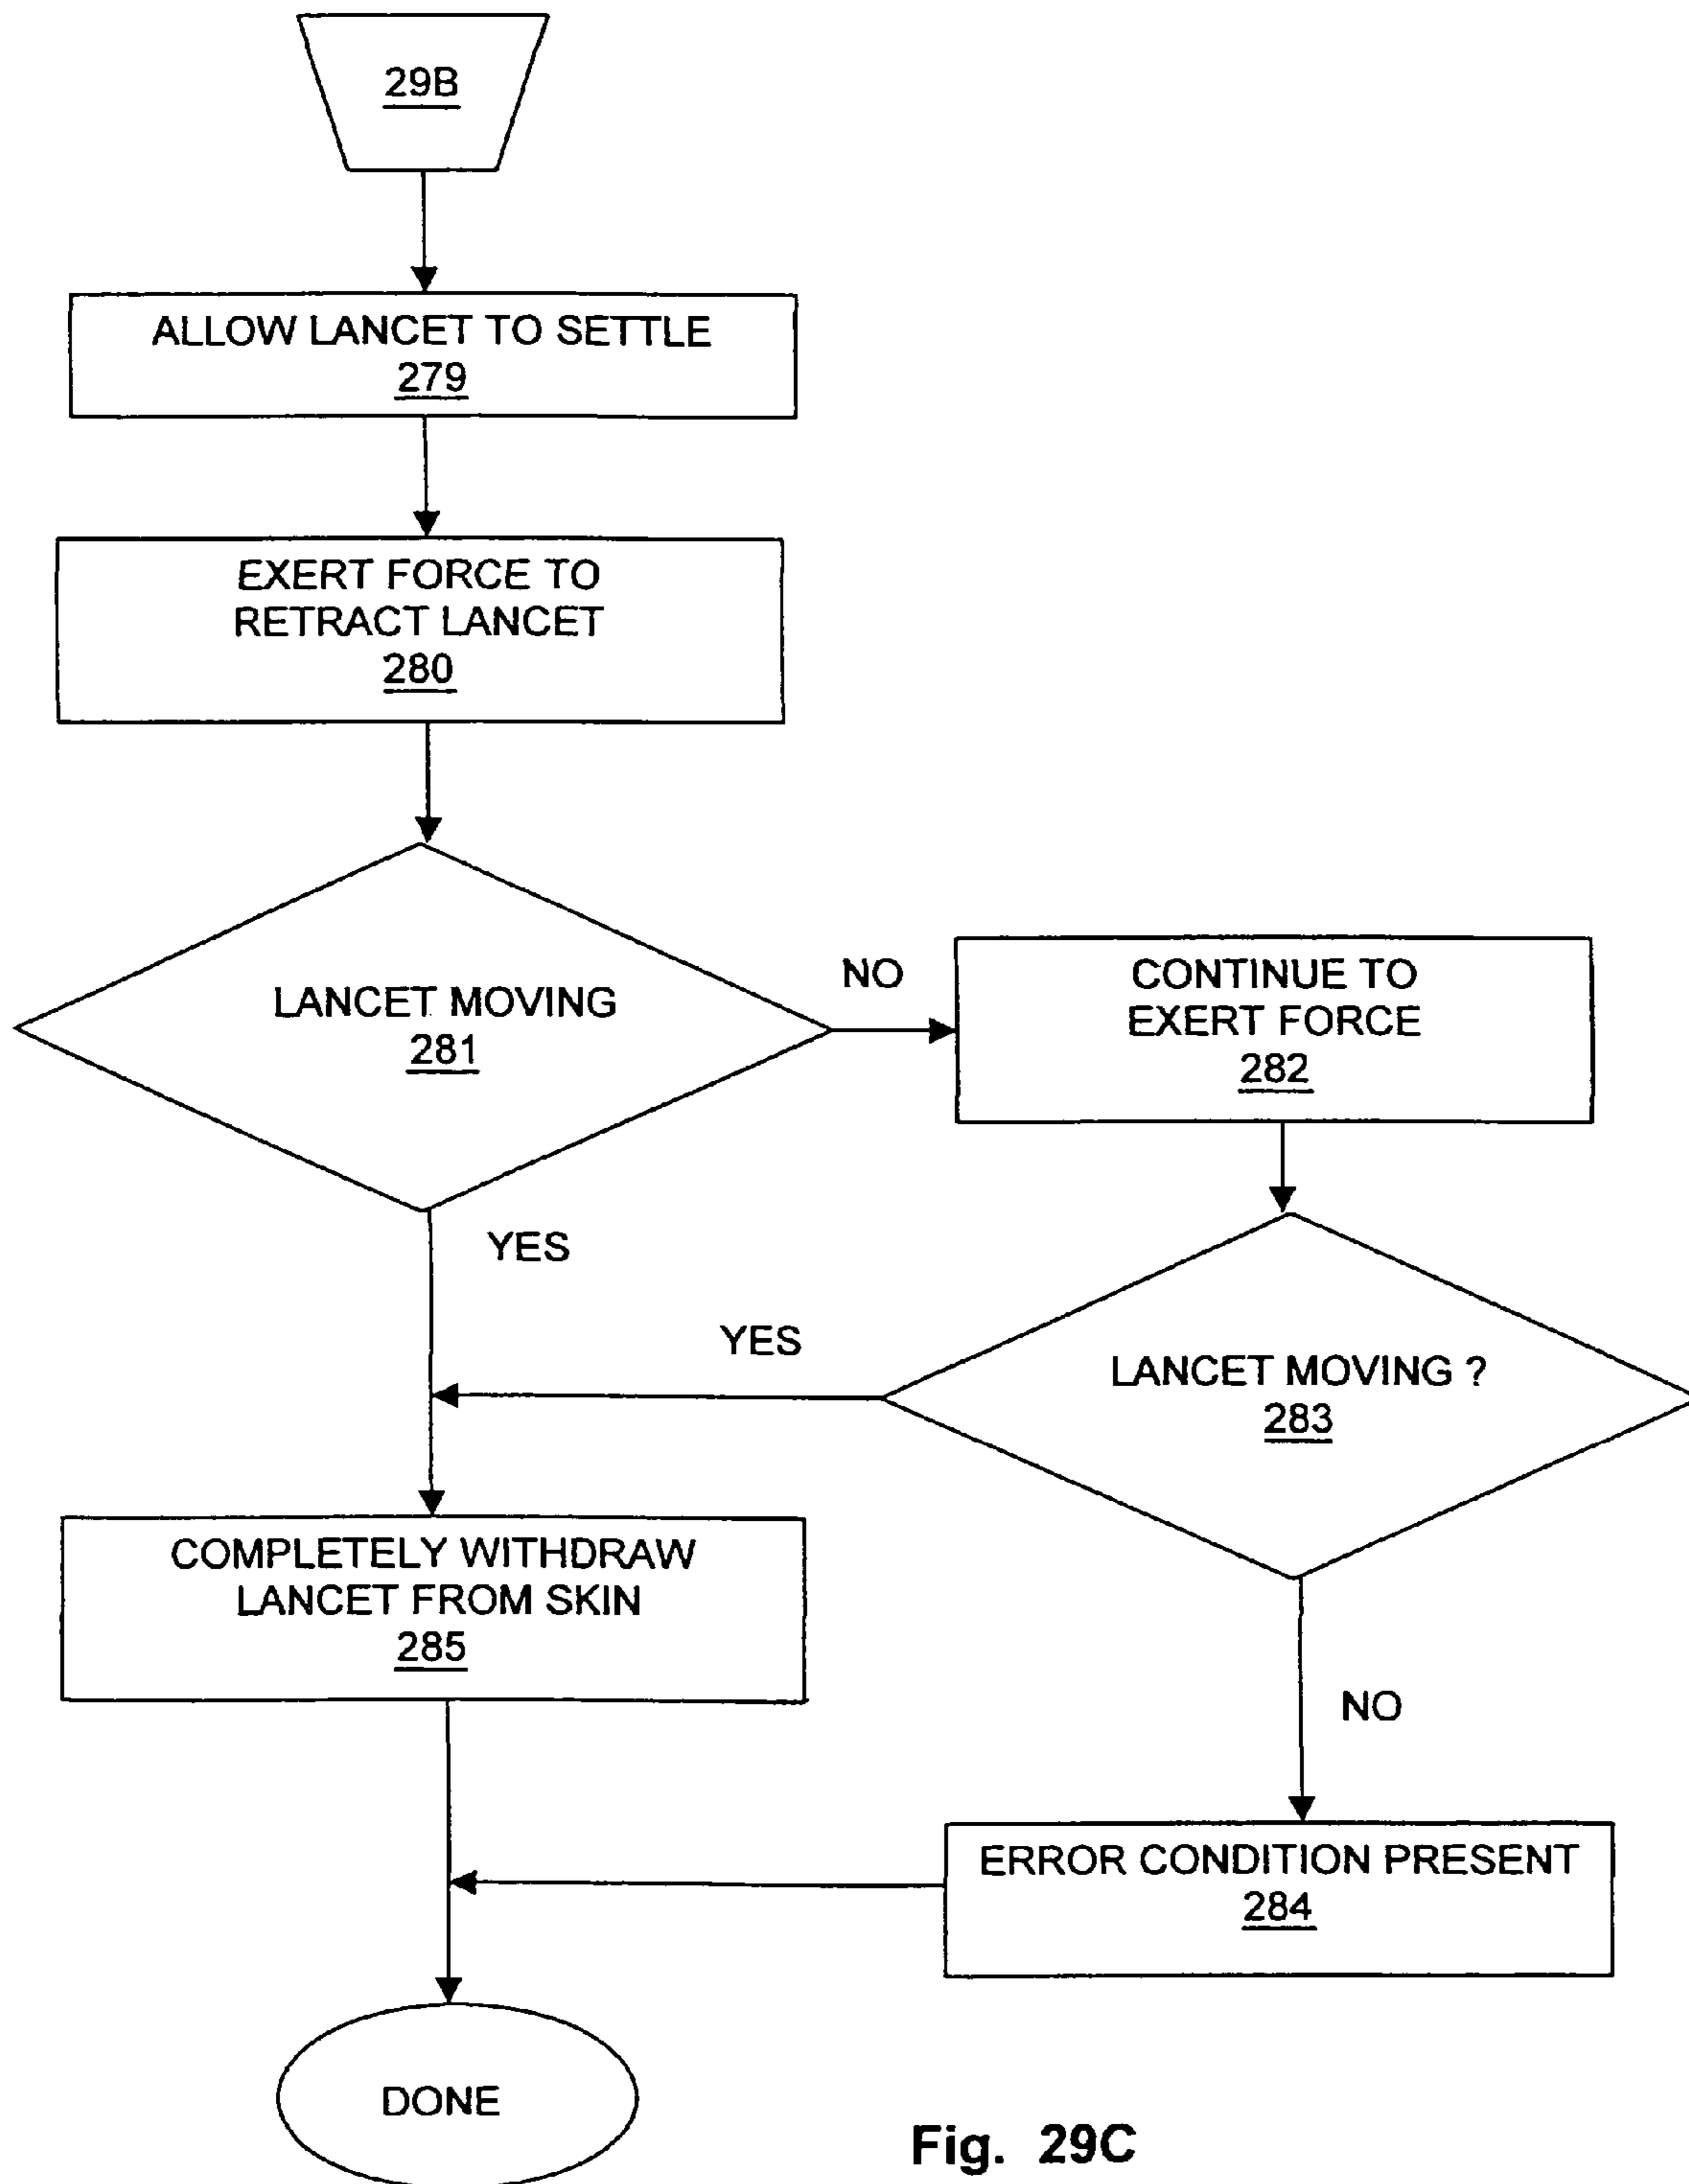 29B
ALLOW LANCET TO SETTLE
279
EXERT FORCE TO
RETRACT LANCET
280
LANCET MOVING
281
NO
CONTINUE TO
EXERT FORCE
282
YES
YES
LANCET MOVING ?
283
COMPLETELY WITHDRAW
LANCET FROM SKIN
285
NO
ERROR CONDITION PRESENT
284
DONE
Fig. 29C